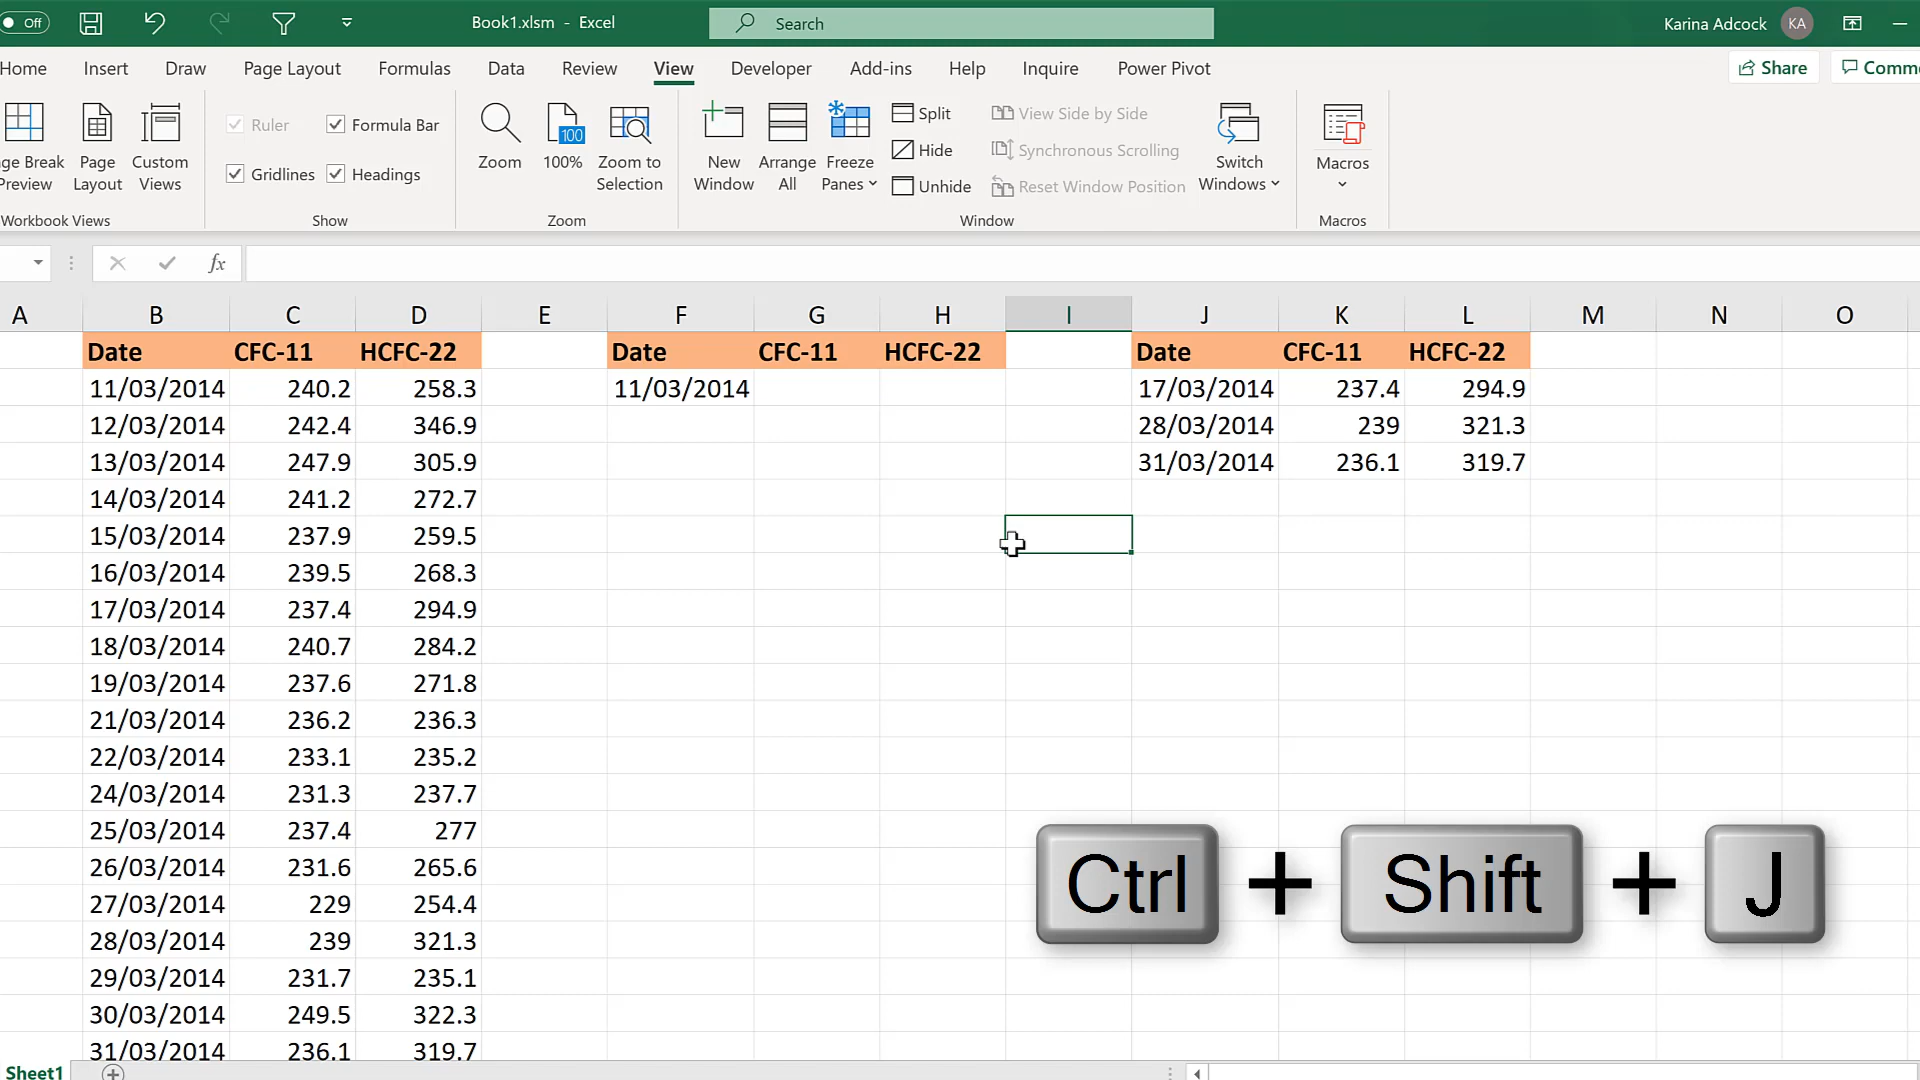 Off
Book1.xlsm - Excel
Search
Karina Adcock
KA
Home Insert Draw Page Layout Formulas Data Review View Developer Add-ins Help Inquire Power Pivot
Share
Page Layout
Custom Views
Ruler
Formula Bar
Gridlines
Headings
Zoom
100
100%
Zoom to Selection
New Window
Arrange All
Freeze Panes
Split
Hide
Unhide
View Side by Side
Synchronous Scrolling
Reset Window Position
Switch Windows
Macros
Workbook Views
Show
Zoom
Window
Macros
fx
A B C D E F G H I J K L M N O
Date CFC-11 HCFC-22 Date CFC-11 HCFC-22 Date CFC-11 HCFC-22
11/03/2014 240.2 258.3 11/03/2014 17/03/2014 237.4 294.9
12/03/2014 242.4 346.9 28/03/2014 239 321.3
13/03/2014 247.9 305.9 31/03/2014 236.1 319.7
14/03/2014 241.2 272.7
15/03/2014 237.9 259.5
16/03/2014 239.5 268.3
17/03/2014 237.4 294.9
18/03/2014 240.7 284.2
19/03/2014 237.6 271.8
21/03/2014 236.2 236.3
22/03/2014 233.1 235.2
24/03/2014 231.3 237.7
25/03/2014 237.4 277
26/03/2014 231.6 265.6
27/03/2014 229 254.4
28/03/2014 239 321.3
29/03/2014 231.7 235.1
30/03/2014 249.5 322.3
31/03/2014 236.1 319.7
Ctrl + Shift + J
Sheet1